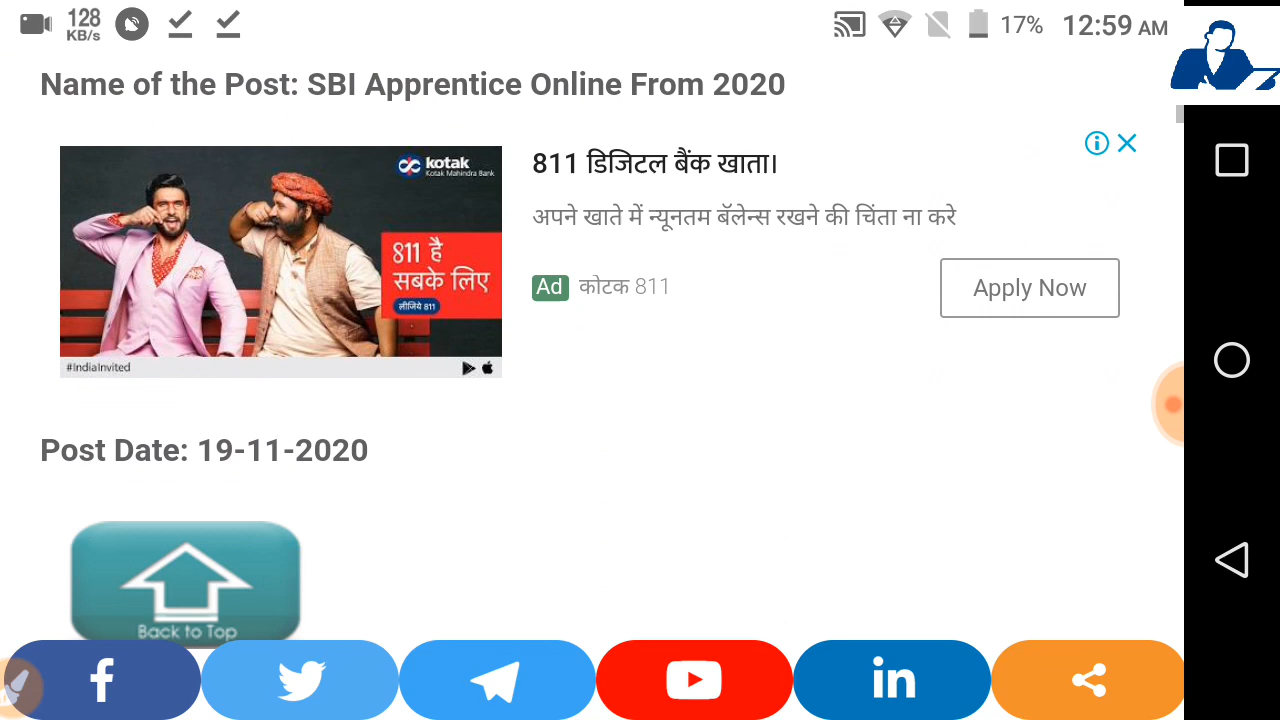 128
KB/s
17%
12:59 AM
Name of the Post: SBI Apprentice Online From 2020
kotak
Kotak Mahindra Bank
811 है
सबके लिए
लीजिये 811
#IndiaInvited
811 डिजिटल बैंक खाता।
अपने खाते में न्यूनतम बॅलेन्स रखने की चिंता ना करे
Ad कोटक 811
Apply Now
Post Date: 19-11-2020
Back to Top
f
in